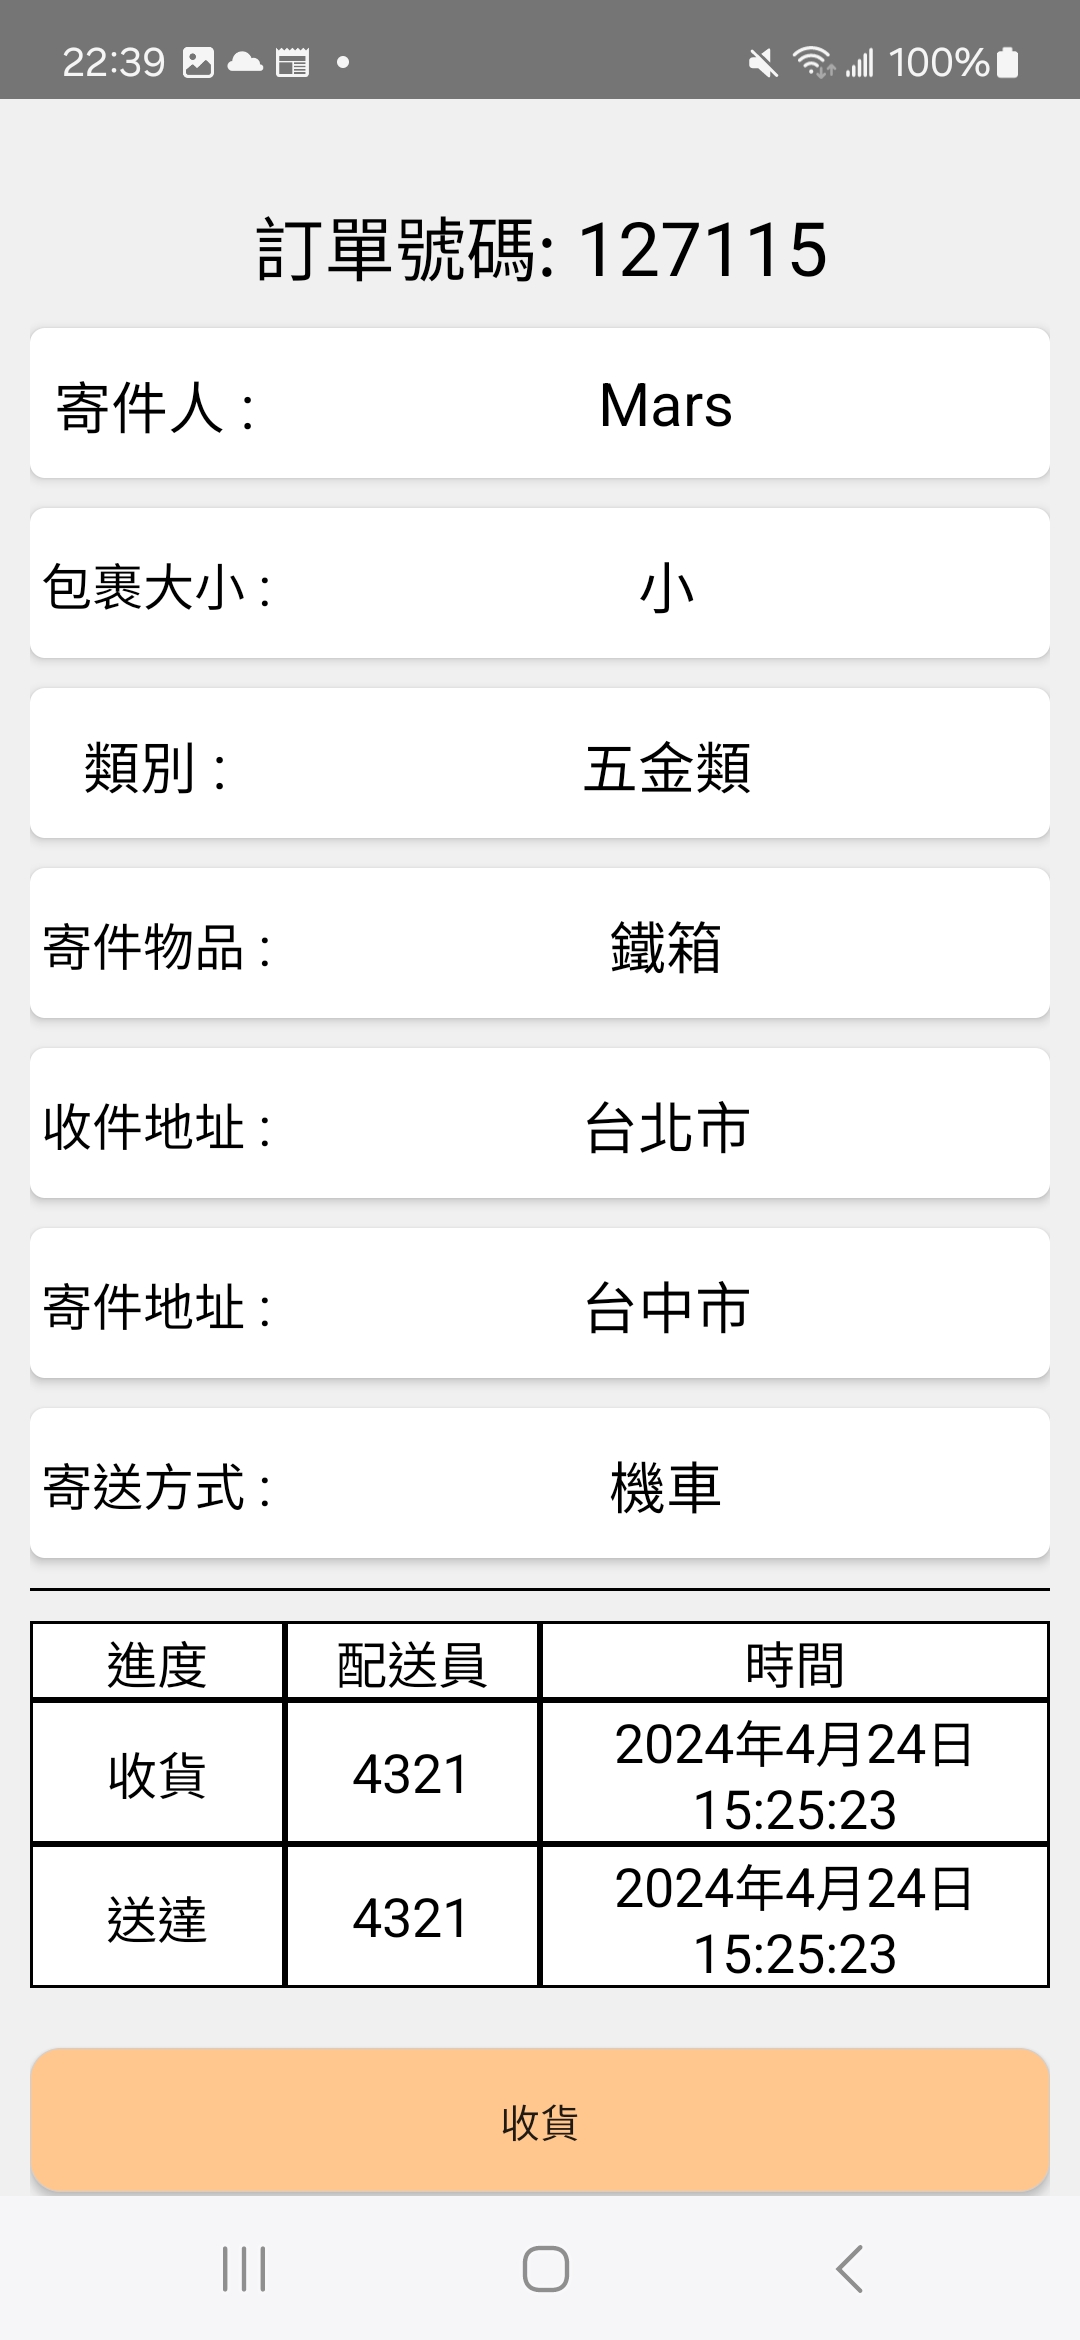 22:39 100%
訂單號碼: 127115
寄件人 : Mars
包裹大小 : 小
類別 : 五金類
寄件物品 : 鐵箱
收件地址 : 台北市
寄件地址 : 台中市
寄送方式 : 機車
進度 配送員 時間
收貨 4321 2024年4月24日
15:25:23
送達 4321 2024年4月24日
15:25:23
收貨